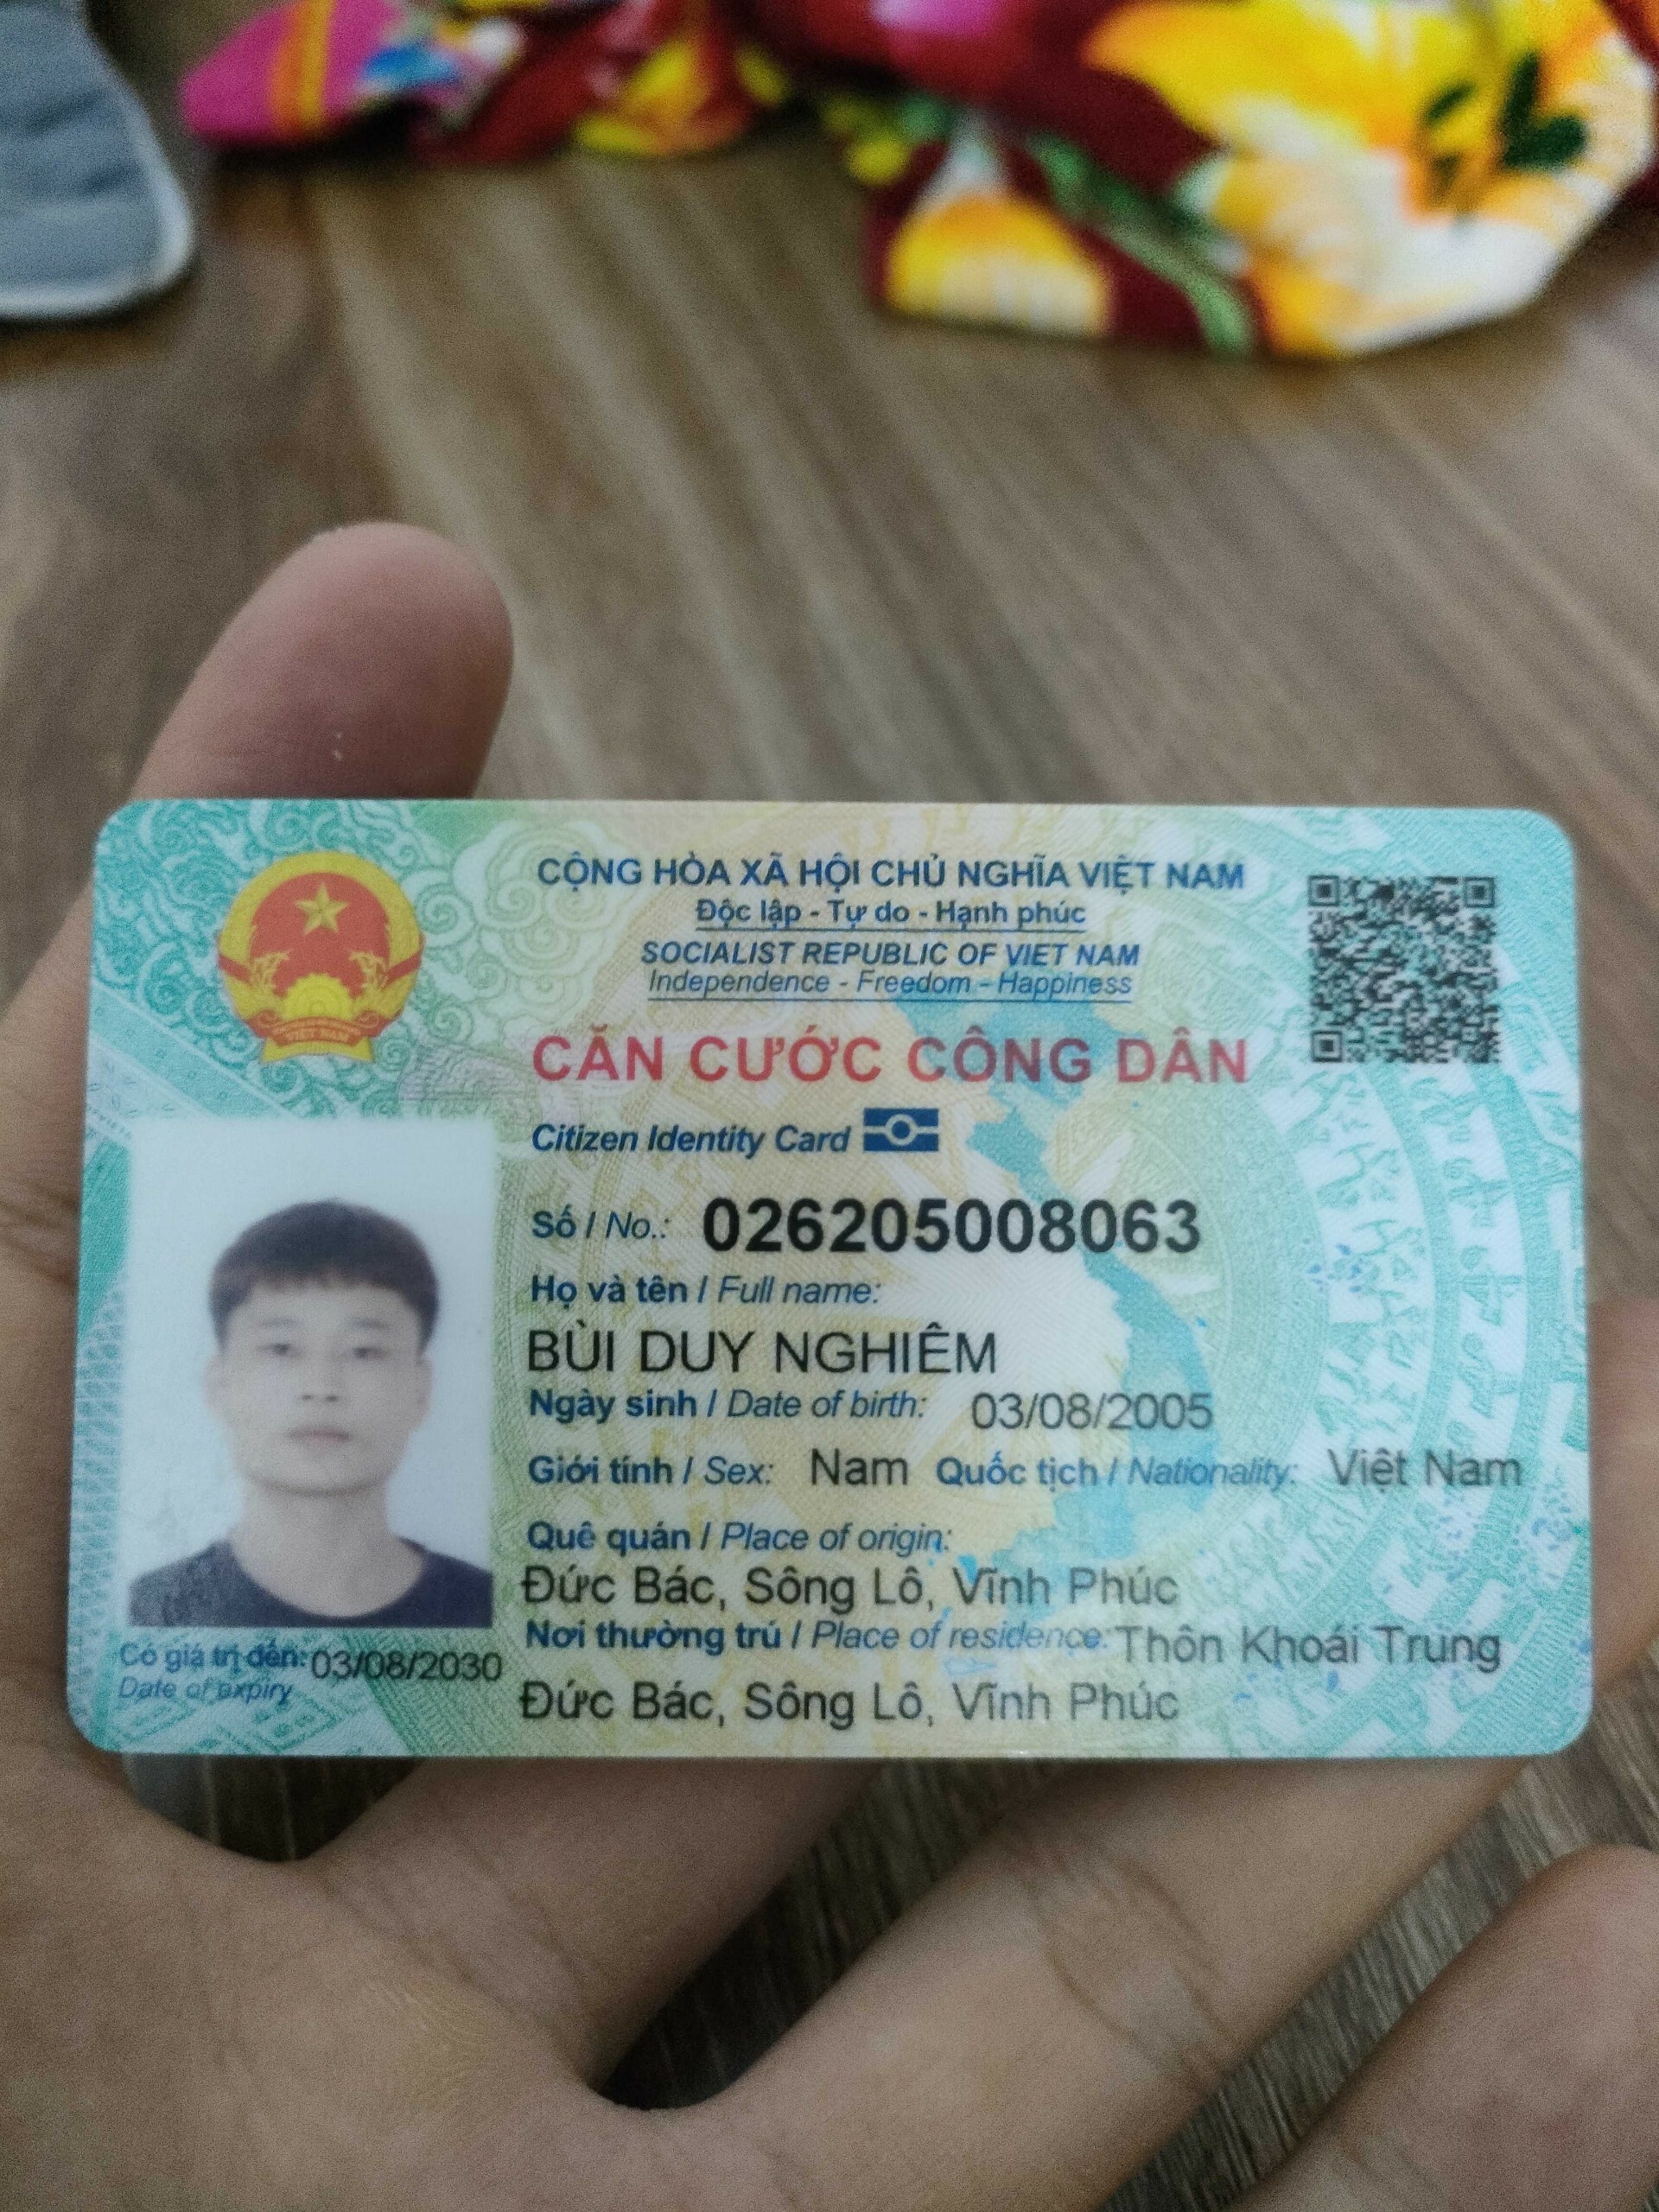 CỘNG HÒA XÃ HỘI CHỦ NGHĨA VIỆT NAM
Độc lập - Tự do - Hạnh phúc
SOCIALIST REPUBLIC OF VIET NAM
Independence - Freedom - Happiness
CĂN CƯỚC CÔNG DÂN
Citizen Identity Card
Số / No.: 026205008063
Họ và tên / Full name:
BÙI DUY NGHIÊM
Ngày sinh / Date of birth: 03/08/2005
Giới tính / Sex: Nam Quốc tịch / Nationality: Việt Nam
Quê quán / Place of origin:
Đức Bác, Sông Lô, Vĩnh Phúc
Nơi thường trú / Place of residence: Thôn Khoái Trung
Đức Bác, Sông Lô, Vĩnh Phúc
Có giá trị đến: 03/08/2030
Date of expiry